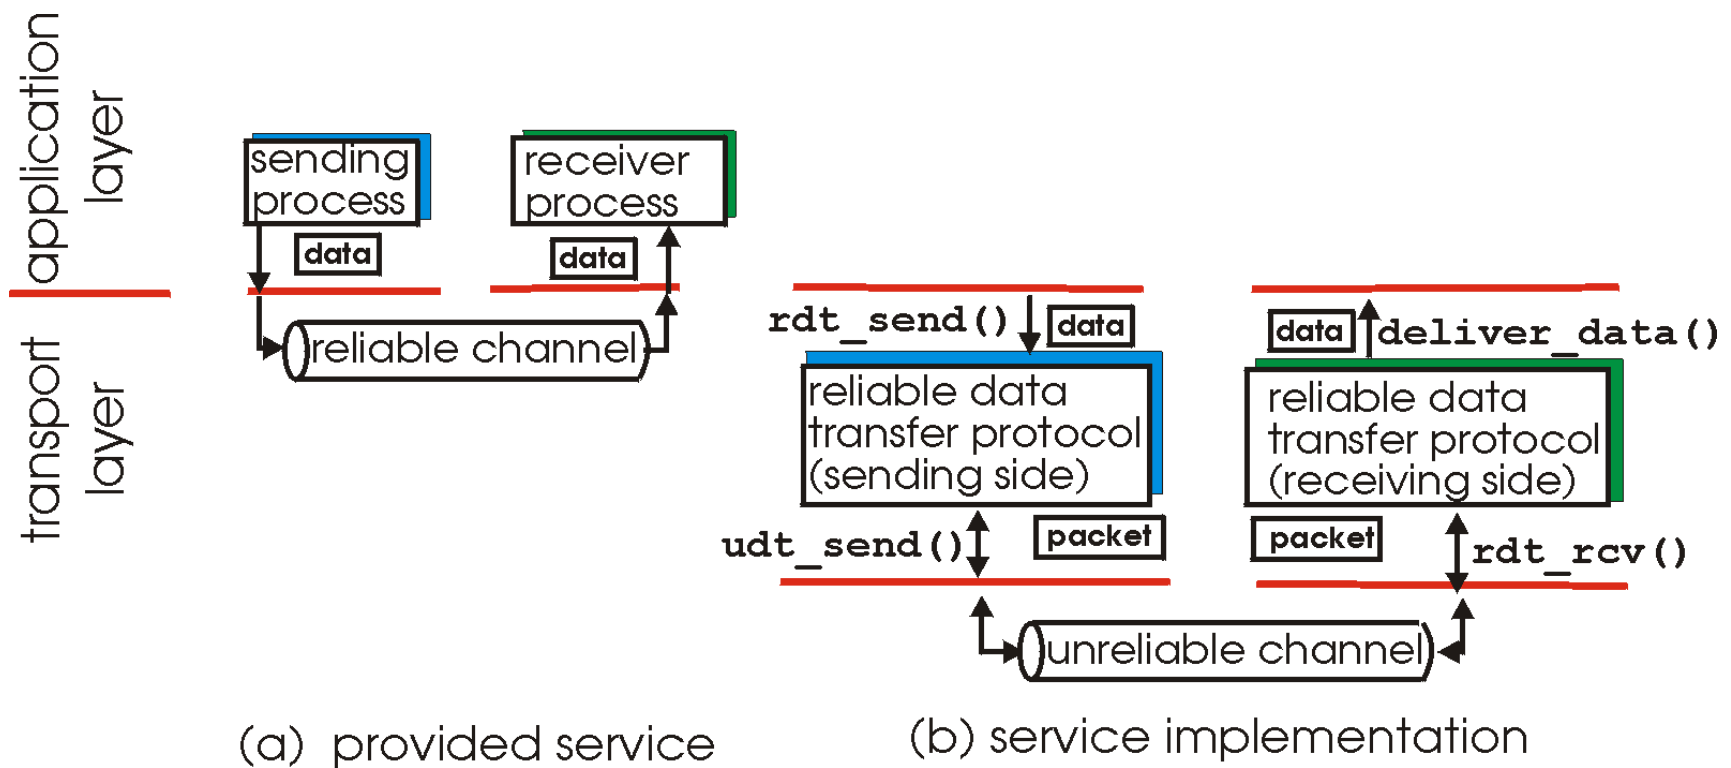 application
layer
transport
layer
sending
process
receiver
process
data
data
reliable channel
(a) provided service
rdt_send()
data
data
deliver_data()
reliable data
transfer protocol
(sending side)
reliable data
transfer protocol
(receiving side)
udt_send()
packet
packet
rdt_rcv()
unreliable channel
(b) service implementation